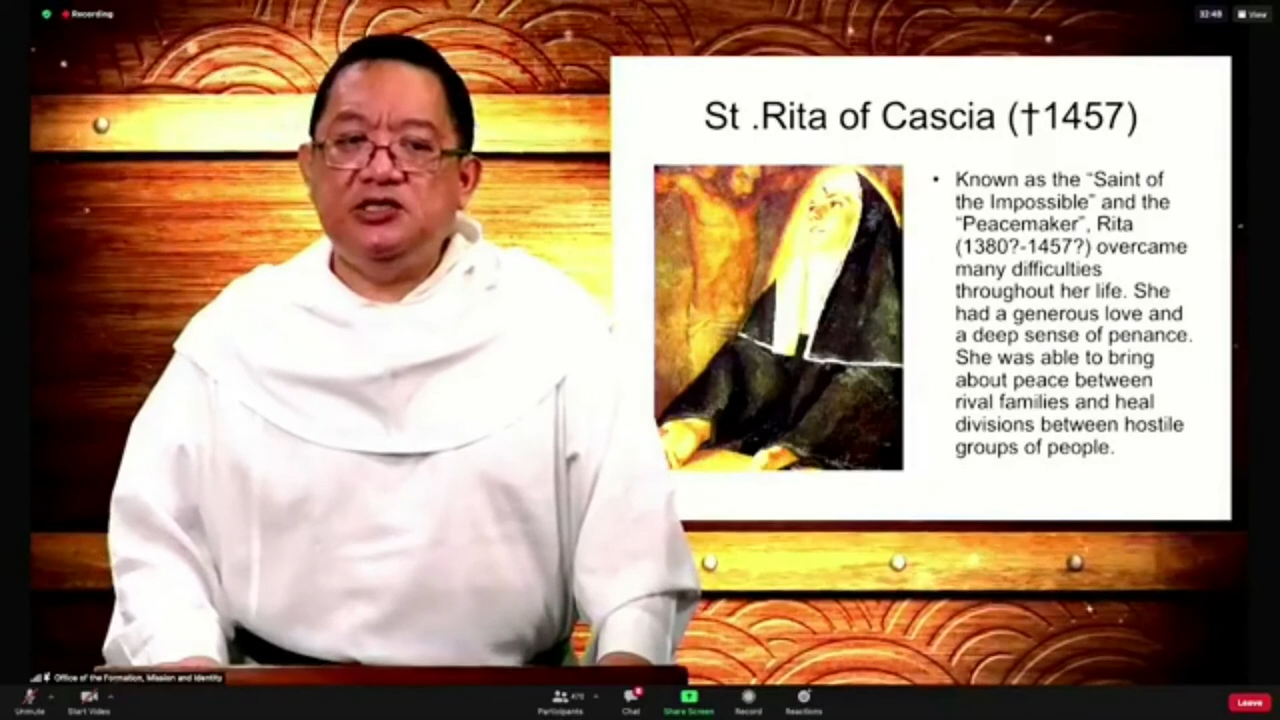 Recording
32:49
View
St .Rita of Cascia (†1457)
• Known as the “Saint of
the Impossible” and the
“Peacemaker”, Rita
(1380?-1457?) overcame
many difficulties
throughout her life. She
had a generous love and
a deep sense of penance.
She was able to bring
about peace between
rival families and heal
divisions between hostile
groups of people.
Office of the Formation, Mission and Identity
Unmute
Start Video
Participants
Chat
Share Screen
Record
Reactions
Leave